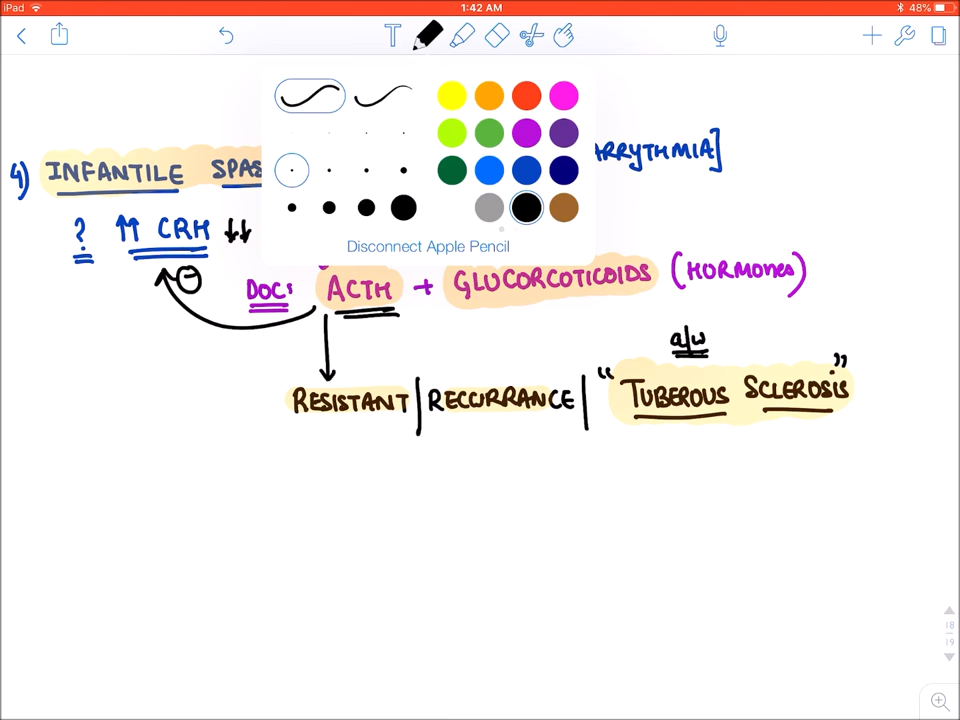 iPad 1:42 AM 48%
T
ARRYTHMIA]
4) INFANTILE SPAS
? ↑↑ CRH ↓↓
Disconnect Apple Pencil
DOC: ACTH + GLUCORCOTICOIDS (HORMONES)
a/w
RESISTANT | RECCURRANCE | "TUBEROUS SCLEROSIS"
18
19